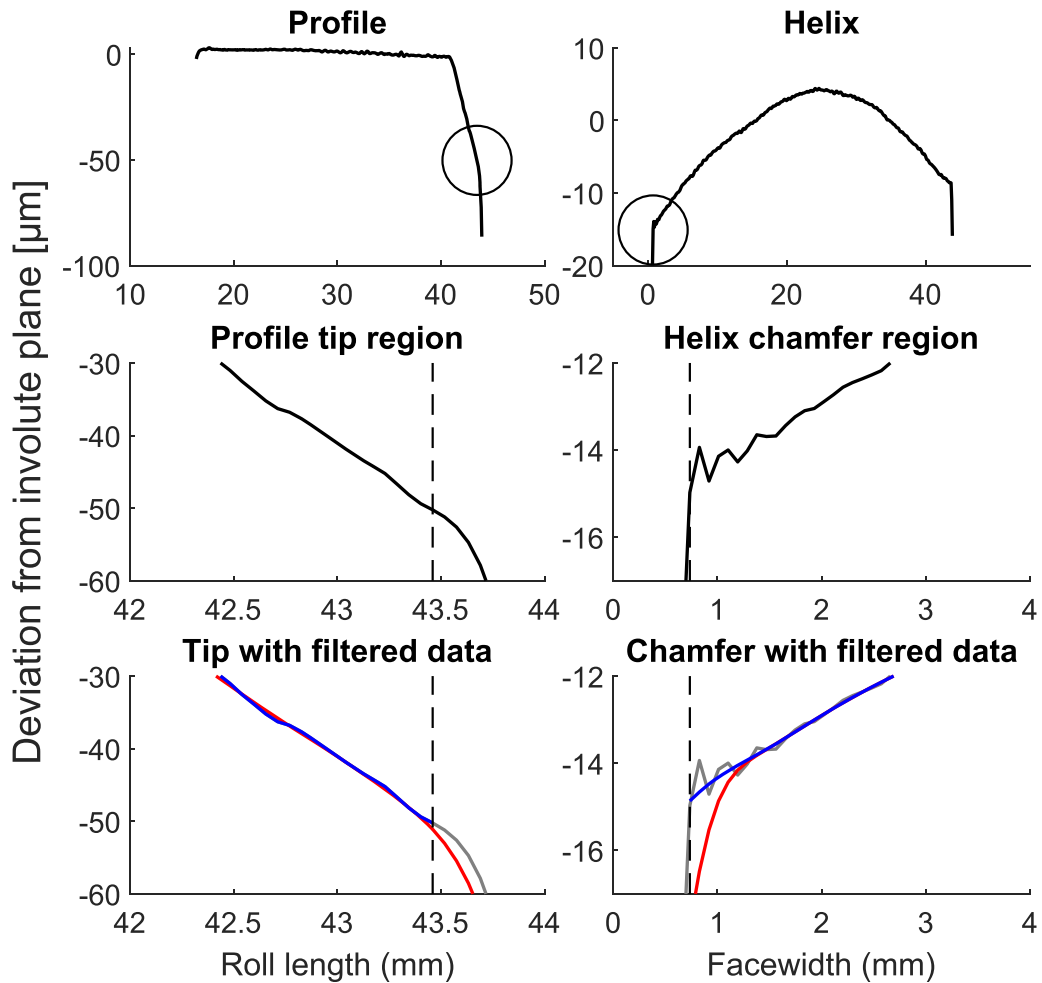 Deviation from involute plane [µm]
Profile
0
-50
-100
10 20 30 40 50
Helix
10
0
-10
-20
0 20 40
Profile tip region
-30
-40
-50
-60
42 42.5 43 43.5 44
Helix chamfer region
-12
-14
-16
0 1 2 3 4
Tip with filtered data
-30
-40
-50
-60
42 42.5 43 43.5 44
Roll length (mm)
Chamfer with filtered data
-12
-14
-16
0 1 2 3 4
Facewidth (mm)